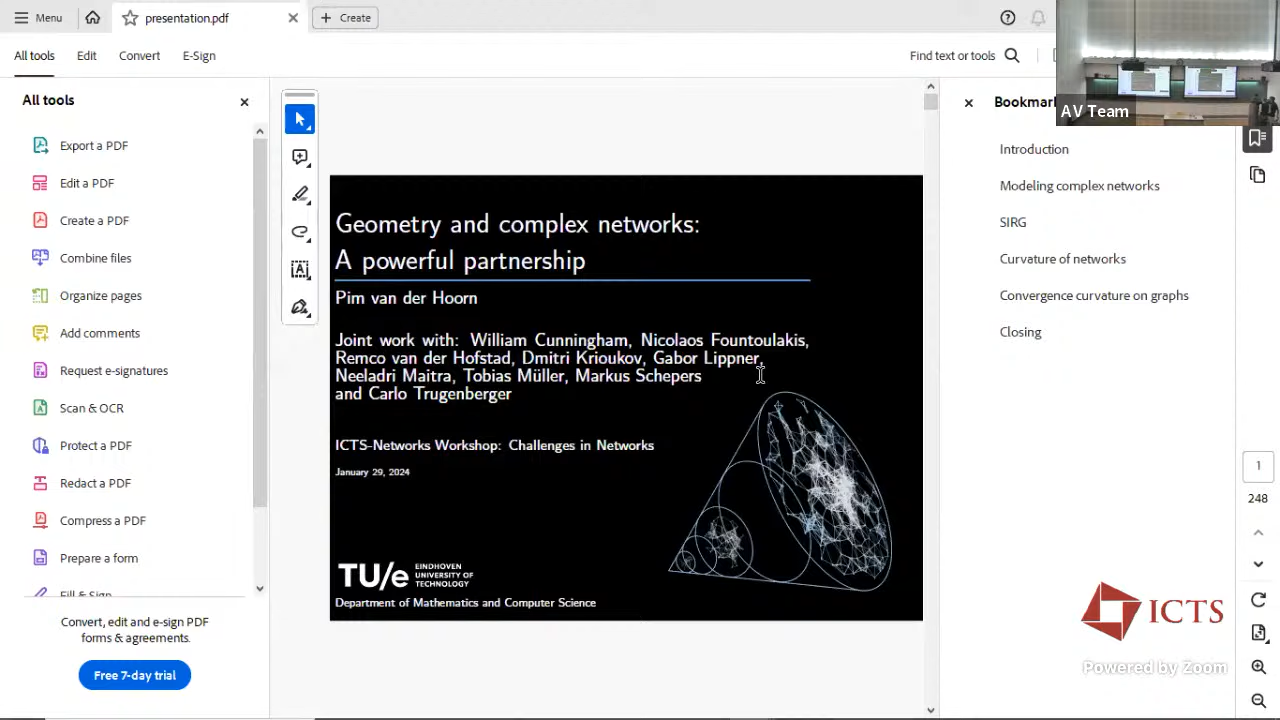 Menu
presentation.pdf
Create
All tools
Edit
Convert
E-Sign
Find text or tools
All tools
Export a PDF
Edit a PDF
Create a PDF
Combine files
Organize pages
Add comments
Request e-signatures
Scan & OCR
Protect a PDF
Redact a PDF
Compress a PDF
Prepare a form
Fill & Sign
Convert, edit and e-sign PDF
forms & agreements.
Free 7-day trial
Geometry and complex networks:
A powerful partnership
Pim van der Hoorn
Joint work with: William Cunningham, Nicolaos Fountoulakis,
Remco van der Hofstad, Dmitri Krioukov, Gabor Lippner,
Neeladri Maitra, Tobias Müller, Markus Schepers
and Carlo Trugenberger
ICTS-Networks Workshop: Challenges in Networks
January 29, 2024
TU/e EINDHOVEN
UNIVERSITY OF
TECHNOLOGY
Department of Mathematics and Computer Science
AV Team
Introduction
Modeling complex networks
SIRG
Curvature of networks
Convergence curvature on graphs
Closing
1
248
ICTS
Powered by Zoom